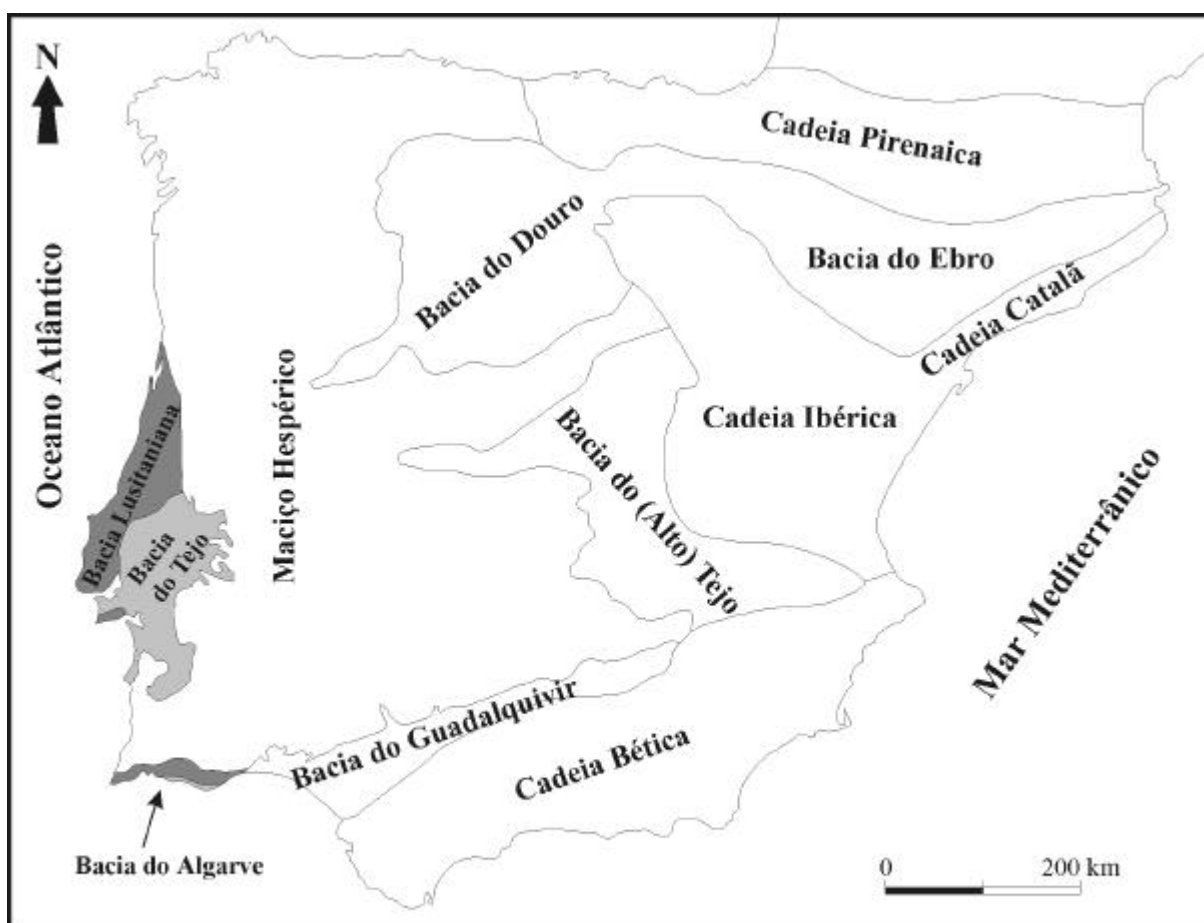 N
Cadeia Pirenaica
Bacia do Douro
Bacia do Ebro
Cadeia Catalã
Oceano Atlântico
Maciço Hespérico
Cadeia Ibérica
Bacia Lusitaniana
Bacia
do Tejo
Bacia do (Alto) Tejo
Mar Mediterrânico
Bacia do Guadalquivir
Cadeia Bética
Bacia do Algarve
0
200 km